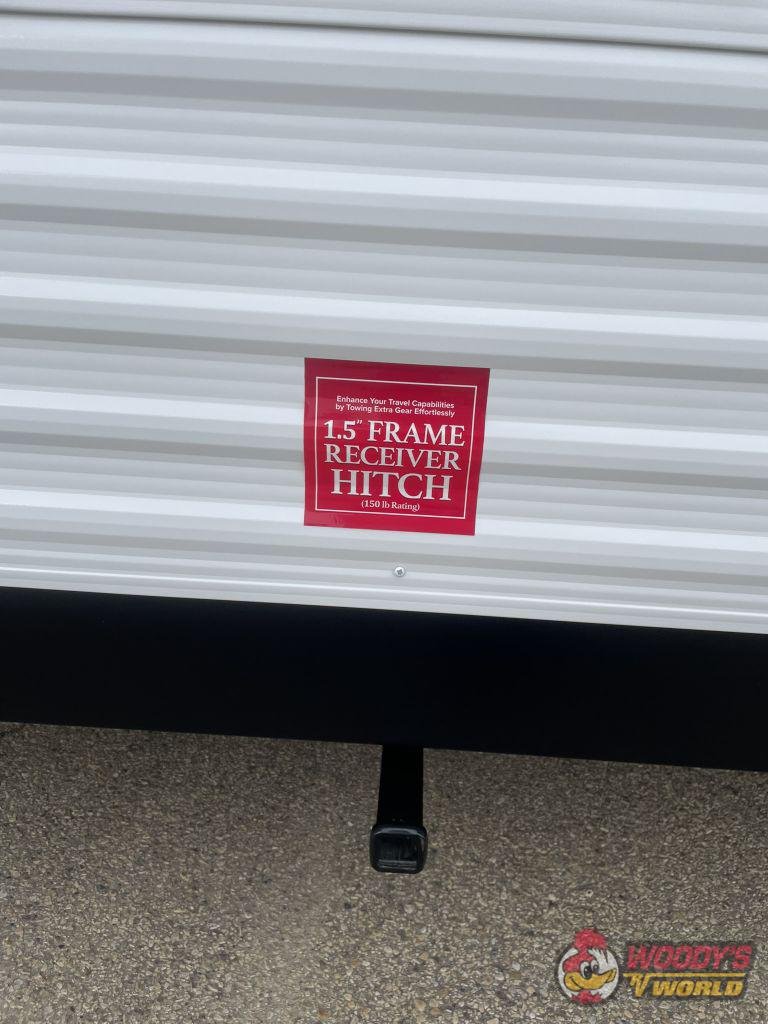 Enhance Your Travel Capabilities
by Towing Extra Gear Effortlessly
1.5" FRAME
RECEIVER
HITCH
(150 lb Rating)
WOODY'S
RV WORLD